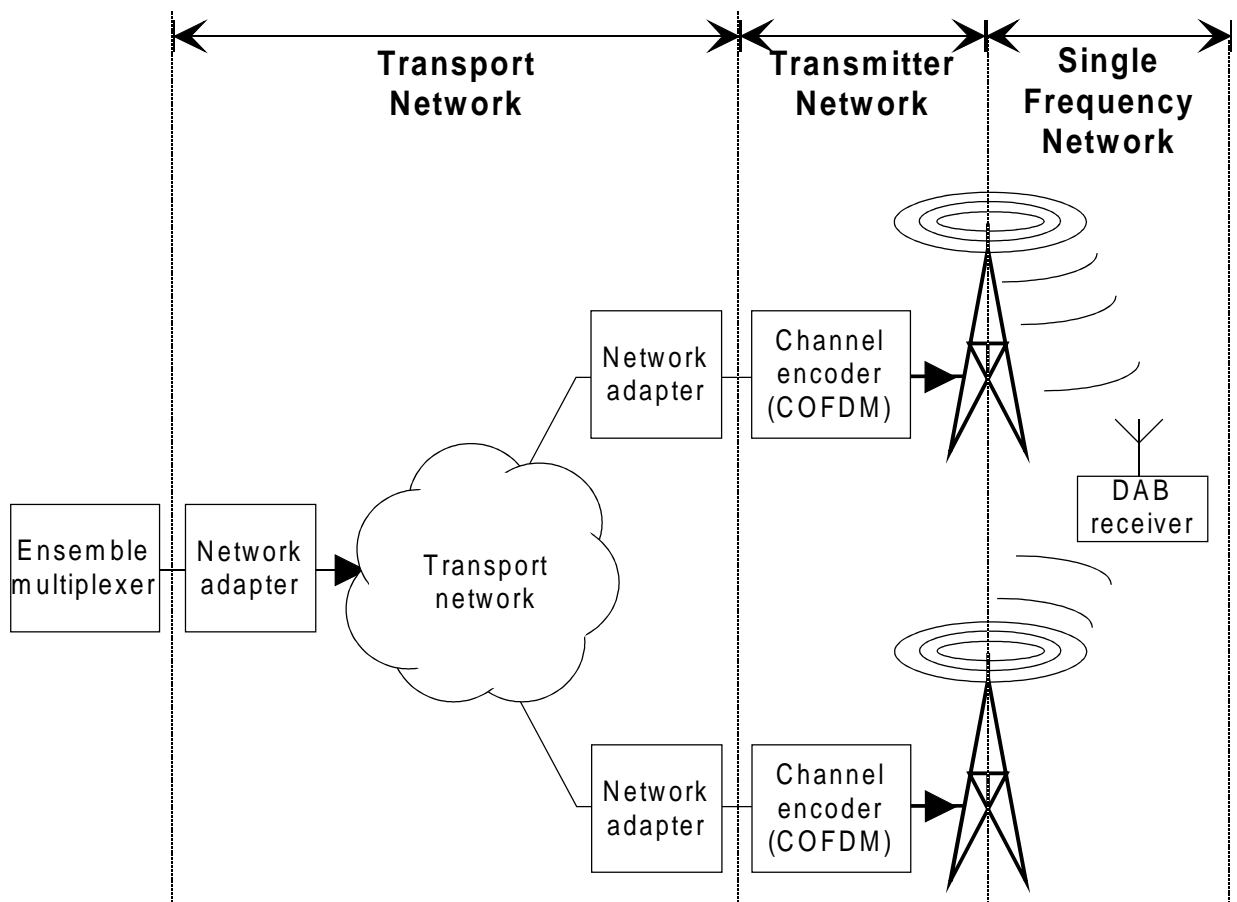 Transport
Network
Transmitter
Network
Single
Frequency
Network
Network
adapter
Channel
encoder
(COFDM)
DAB
receiver
Ensemble
multiplexer
Network
adapter
Transport
network
Network
adapter
Channel
encoder
(COFDM)